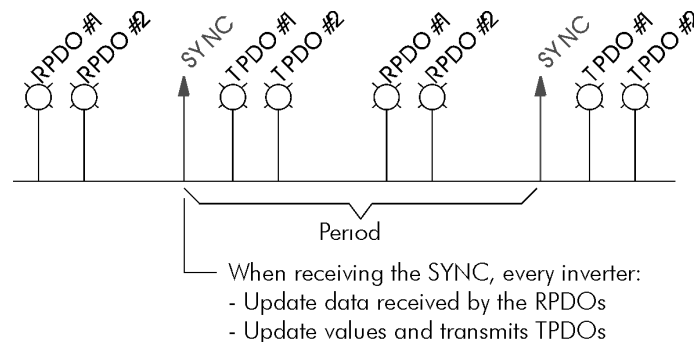 RPDO #1
RPDO #2
SYNC
TPDO #1
TPDO #2
RPDO #1
RPDO #2
SYNC
TPDO #1
TPDO #2
Period
When receiving the SYNC, every inverter:
- Update data received by the RPDOs
- Update values and transmits TPDOs